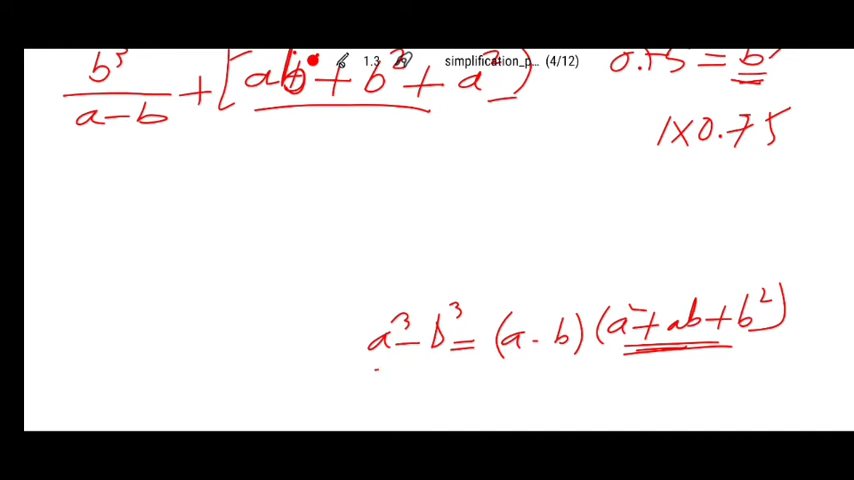 1.3 simplification_p... (4/12)
b³
a-b
+ [ab + b² + a²)
0.75 = b
1×0.75
a³-b³ = (a-b)(a²+ab+b²)